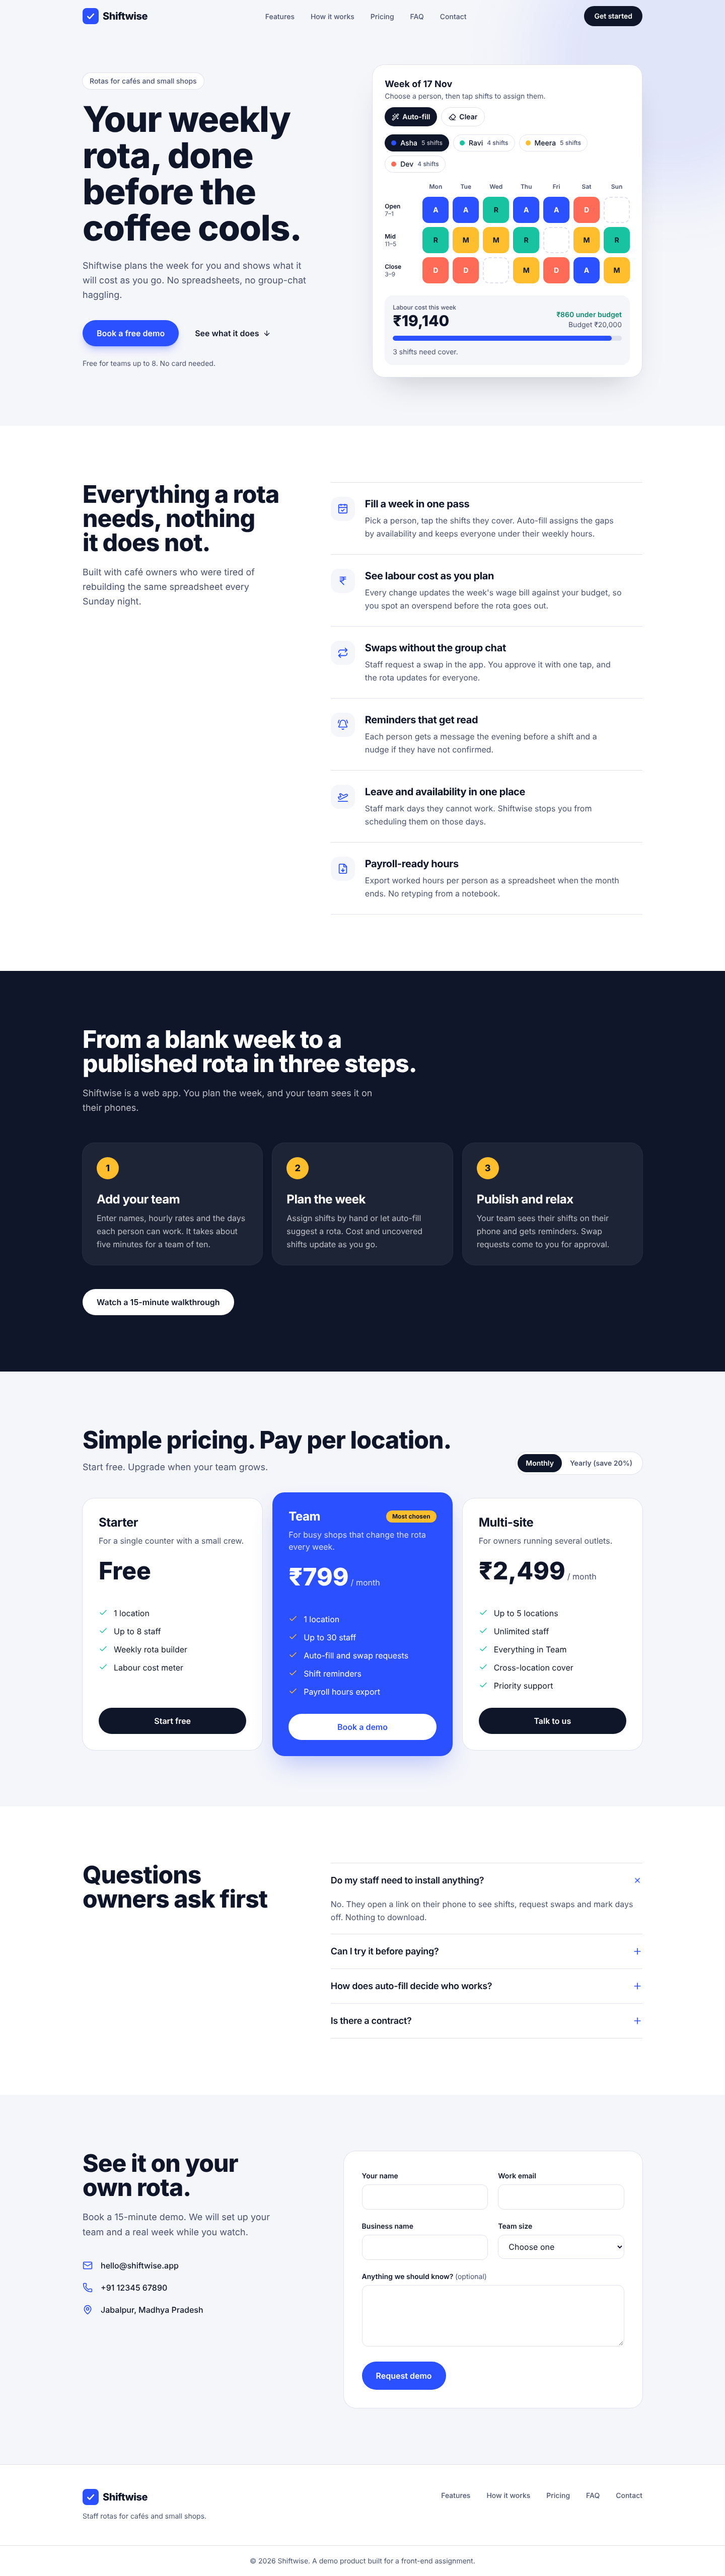 Shiftwise
Features How it works Pricing FAQ Contact
Get started
Rotas for cafés and small shops
Your weekly
rota, done
before the
coffee cools.
Shiftwise plans the week for you and shows what it
will cost as you go. No spreadsheets, no group-chat
haggling.
Book a free demo
See what it does ↓
Free for teams up to 8. No card needed.
Week of 17 Nov
Choose a person, then tap shifts to assign them.
Auto-fill Clear
Asha 5 shifts Ravi 4 shifts Meera 5 shifts
Dev 4 shifts
Mon Tue Wed Thu Fri Sat Sun
Open
7–1
A A R A A D
Mid
11–5
R M M R M R
Close
3–9
D D M D A M
Labour cost this week
₹19,140
₹860 under budget
Budget ₹20,000
3 shifts need cover.
Everything a rota
needs, nothing
it does not.
Built with café owners who were tired of
rebuilding the same spreadsheet every
Sunday night.
Fill a week in one pass
Pick a person, tap the shifts they cover. Auto-fill assigns the gaps
by availability and keeps everyone under their weekly hours.
₹
See labour cost as you plan
Every change updates the week's wage bill against your budget, so
you spot an overspend before the rota goes out.
Swaps without the group chat
Staff request a swap in the app. You approve it with one tap, and
the rota updates for everyone.
Reminders that get read
Each person gets a message the evening before a shift and a
nudge if they have not confirmed.
Leave and availability in one place
Staff mark days they cannot work. Shiftwise stops you from
scheduling them on those days.
Payroll-ready hours
Export worked hours per person as a spreadsheet when the month
ends. No retyping from a notebook.
From a blank week to a
published rota in three steps.
Shiftwise is a web app. You plan the week, and your team sees it on
their phones.
1
Add your team
Enter names, hourly rates and the days
each person can work. It takes about
five minutes for a team of ten.
2
Plan the week
Assign shifts by hand or let auto-fill
suggest a rota. Cost and uncovered
shifts update as you go.
3
Publish and relax
Your team sees their shifts on their
phone and gets reminders. Swap
requests come to you for approval.
Watch a 15-minute walkthrough
Simple pricing. Pay per location.
Start free. Upgrade when your team grows.
Monthly Yearly (save 20%)
Starter
For a single counter with a small crew.
Free
1 location
Up to 8 staff
Weekly rota builder
Labour cost meter
Start free
Team
Most chosen
For busy shops that change the rota
every week.
₹799 / month
1 location
Up to 30 staff
Auto-fill and swap requests
Shift reminders
Payroll hours export
Book a demo
Multi-site
For owners running several outlets.
₹2,499 / month
Up to 5 locations
Unlimited staff
Everything in Team
Cross-location cover
Priority support
Talk to us
Questions
owners ask first
Do my staff need to install anything?
No. They open a link on their phone to see shifts, request swaps and mark days
off. Nothing to download.
Can I try it before paying?
How does auto-fill decide who works?
Is there a contract?
See it on your
own rota.
Book a 15-minute demo. We will set up your
team and a real week while you watch.
hello@shiftwise.app
+91 12345 67890
Jabalpur, Madhya Pradesh
Your name
Work email
Business name
Team size
Choose one
Anything we should know? (optional)
Request demo
Shiftwise
Staff rotas for cafés and small shops.
Features How it works Pricing FAQ Contact
© 2026 Shiftwise. A demo product built for a front-end assignment.